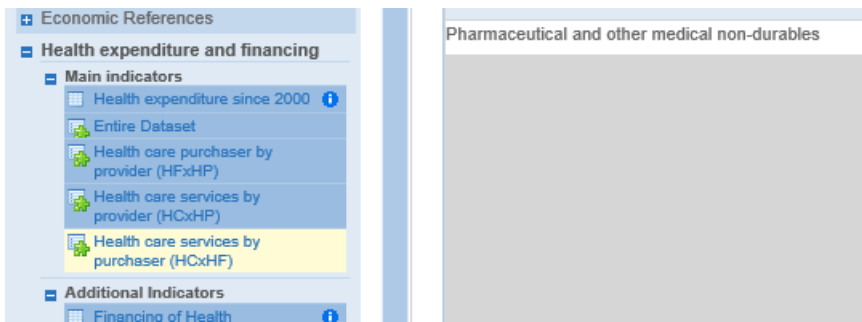 Economic References
Health expenditure and financing
Main indicators
Health expenditure since 2000
Entire Dataset
Health care purchaser by
provider (HFxHP)
Health care services by
provider (HCxHP)
Health care services by
purchaser (HCxHF)
Additional Indicators
Financing of Health
Pharmaceutical and other medical non-durables